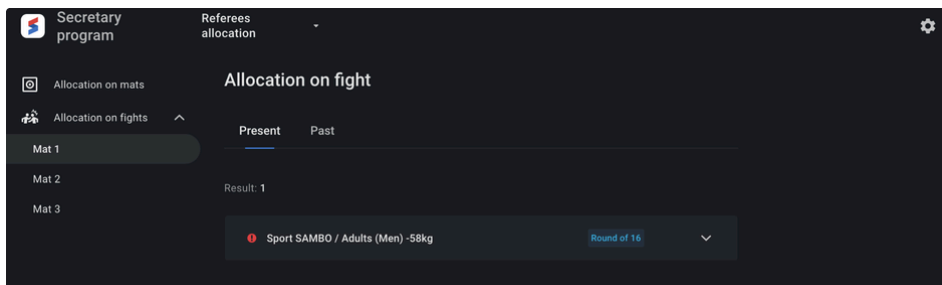 Secretary
program
Referees
allocation
Allocation on mats
Allocation on fights
Mat 1
Mat 2
Mat 3
Allocation on fight
Present Past
Result: 1
Sport SAMBO / Adults (Men) -58kg Round of 16